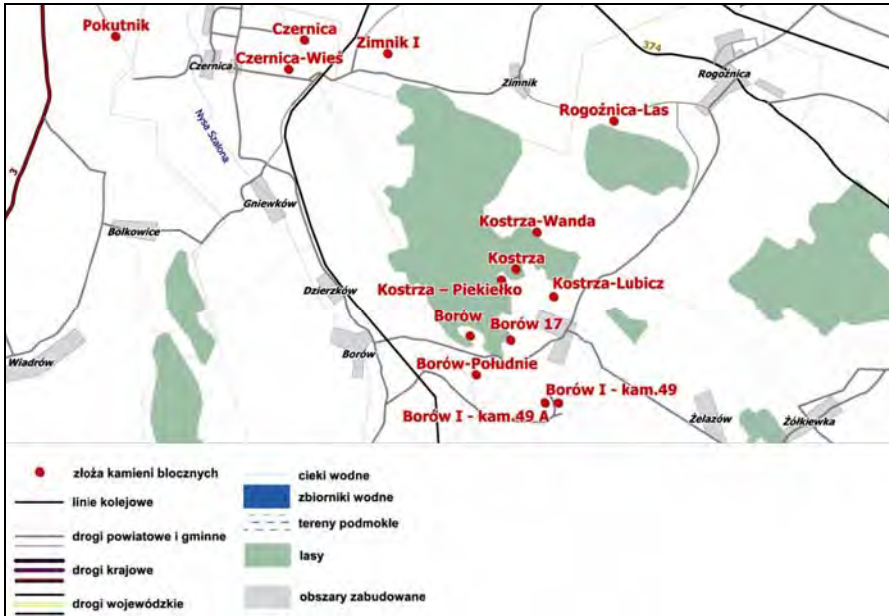 Pokutnik
Czernica
Zimnik I
374
Czernica
Czernica-Wieś
Zimnik
Rogoźnica
Rogoźnica-Las
Nysa Szalona
3
Gniewków
Bolkowice
Kostrza-Wanda
Kostrza
Kostrza – Piekiełko
Kostrza-Lubicz
Dzierzków
Borów
Borów 17
Borów
Wiadrów
Borów-Południe
Borów I - kam.49
Borów I - kam.49 A
Żelazów
Żółkiewka
złoża kamieni blocznych
linie kolejowe
drogi powiatowe i gminne
drogi krajowe
drogi wojewódzkie
cieki wodne
zbiorniki wodne
tereny podmokłe
lasy
obszary zabudowane